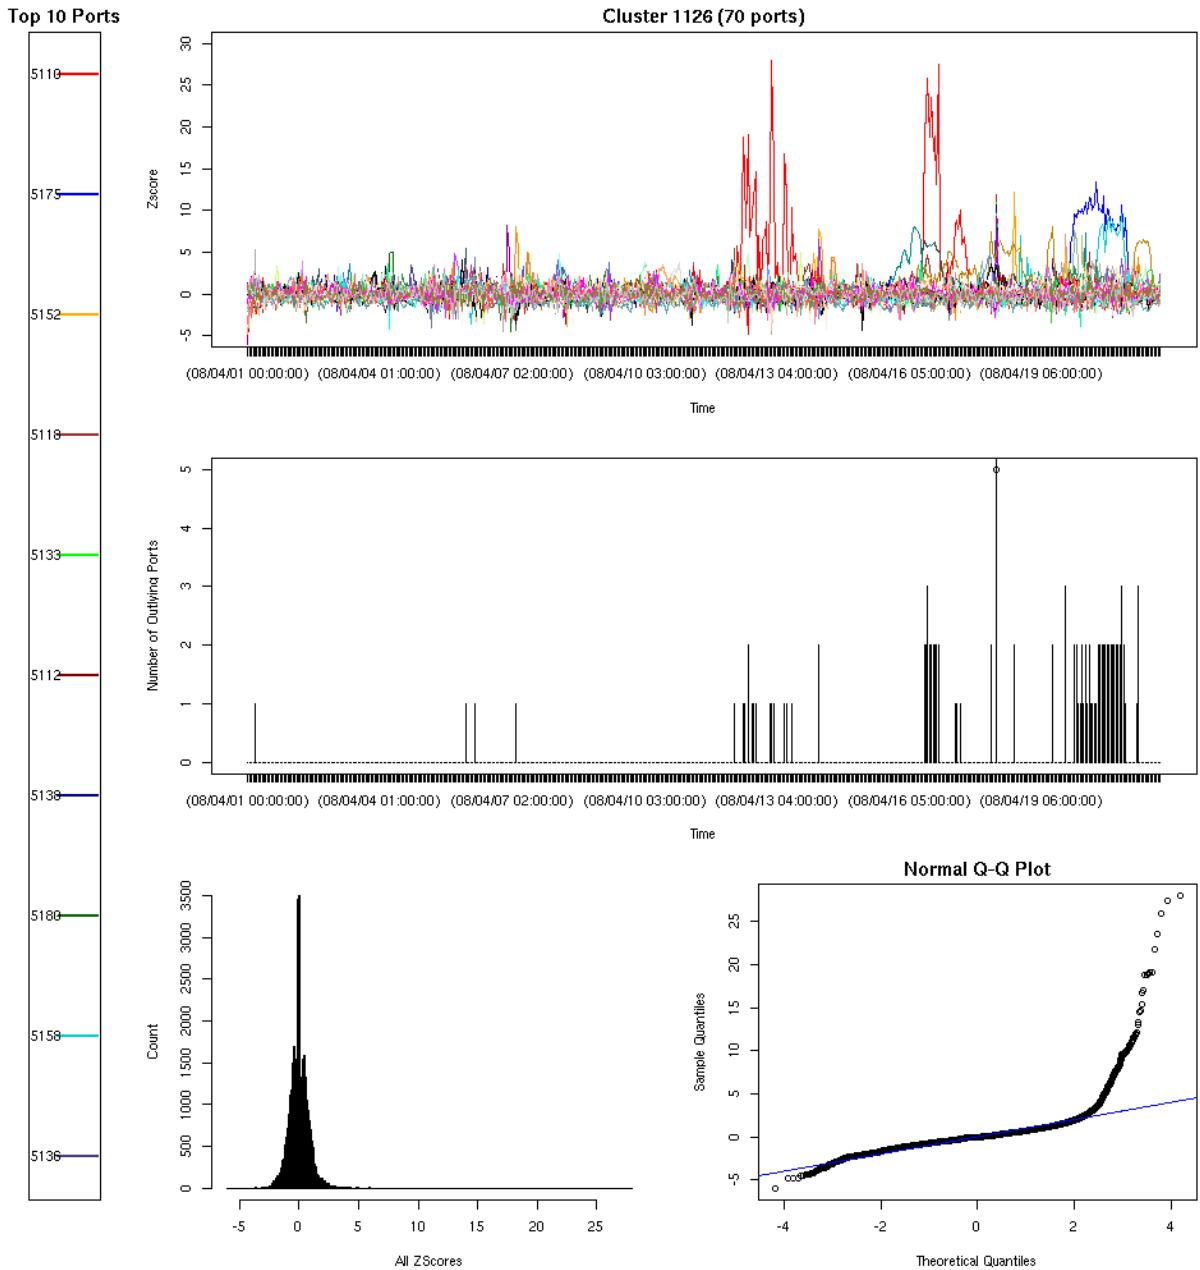 Top 10 Ports
Cluster 1126 (70 ports)
5110
5175
5152
5118
5133
5112
5138
5180
5158
5136
30
25
20
15
10
5
0
-5
Zscore
(08/04/01 00:00:00) (08/04/04 01:00:00) (08/04/07 02:00:00) (08/04/10 03:00:00) (08/04/13 04:00:00) (08/04/16 05:00:00) (08/04/19 06:00:00)
Time
5
4
3
2
1
0
Number of Outlying Ports
(08/04/01 00:00:00) (08/04/04 01:00:00) (08/04/07 02:00:00) (08/04/10 03:00:00) (08/04/13 04:00:00) (08/04/16 05:00:00) (08/04/19 06:00:00)
Time
3500
3000
2500
2000
1500
1000
500
0
Count
-5 0 5 10 15 20 25
All ZScores
Normal Q-Q Plot
25
20
15
10
5
0
-5
Sample Quantiles
-4 -2 0 2 4
Theoretical Quantiles